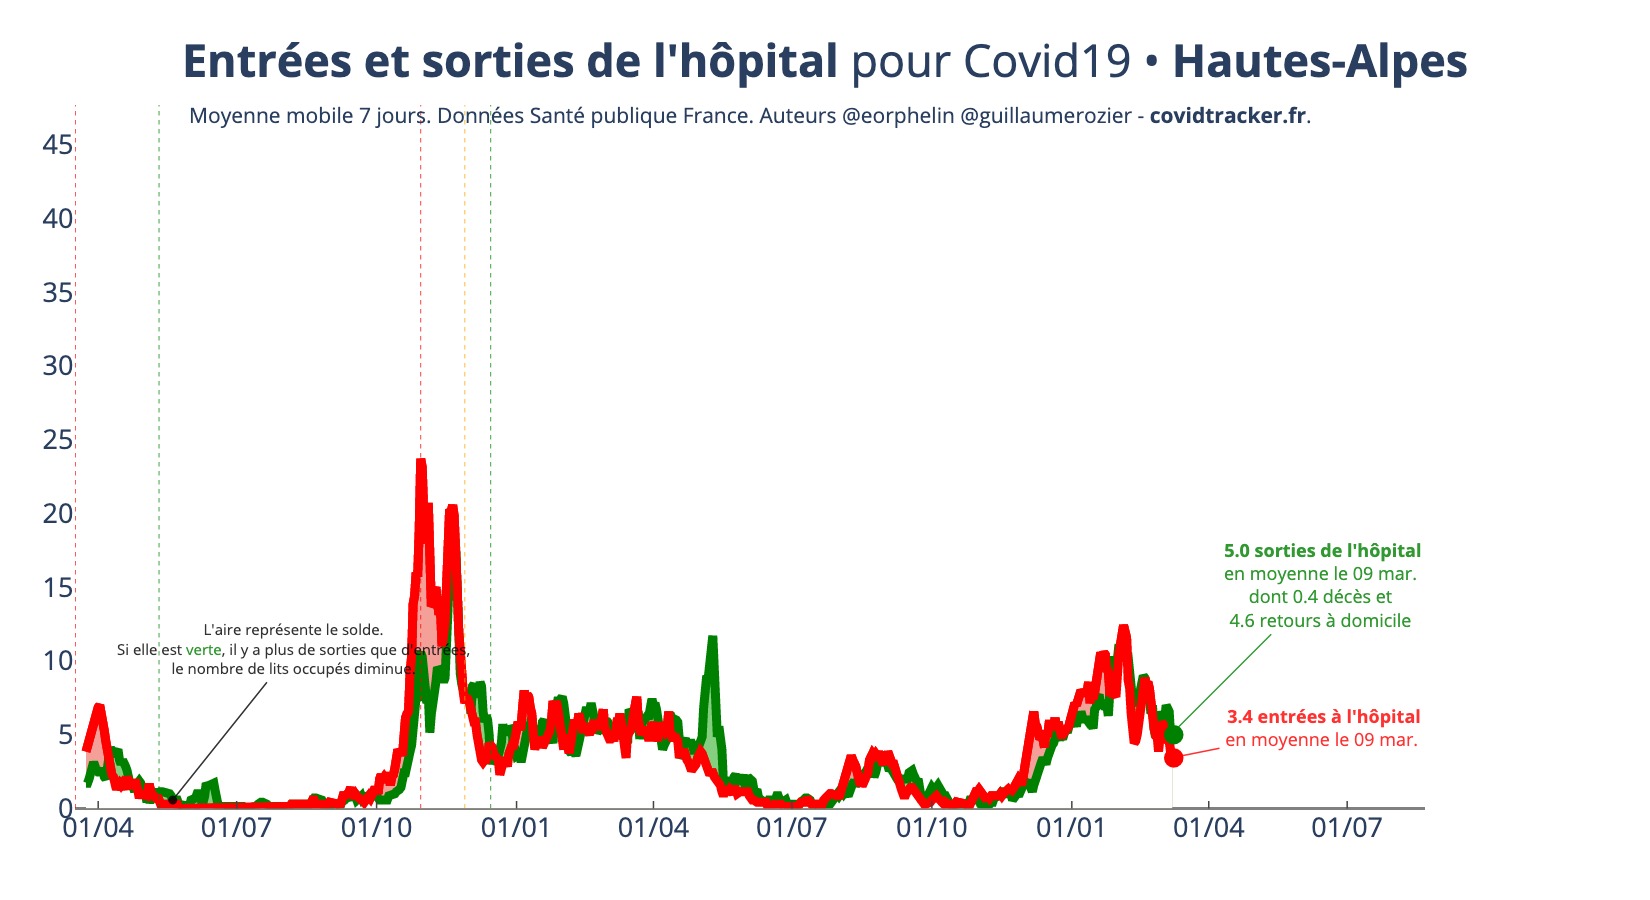 Entrées et sorties de l'hôpital pour Covid19 • Hautes-Alpes
Moyenne mobile 7 jours. Données Santé publique France. Auteurs @eorphelin @guillaumerozier - covidtracker.fr.
45
40
35
30
25
20
15
10
5
0
L'aire représente le solde.
Si elle est verte, il y a plus de sorties que d'entrées,
le nombre de lits occupés diminue.
5.0 sorties de l'hôpital
en moyenne le 09 mar.
dont 0.4 décès et
4.6 retours à domicile
3.4 entrées à l'hôpital
en moyenne le 09 mar.
01/04
01/07
01/10
01/01
01/04
01/07
01/10
01/01
01/04
01/07